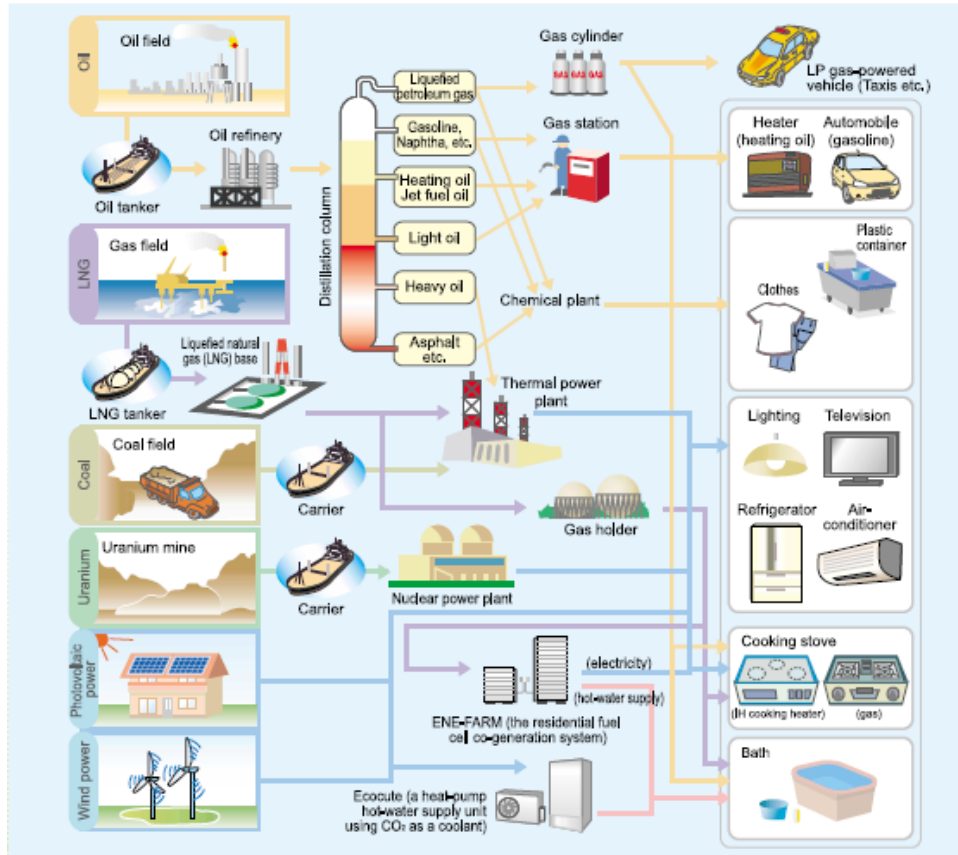 Oil
Oil field
Oil refinery
Oil tanker
LNG
Gas field
Liquefied natural
gas (LNG) base
LNG tanker
Coal
Coal field
Carrier
Uranium
Uranium mine
Carrier
Photovoltaic
power
Wind power
Distillation column
Liquefied
petroleum gas
Gasoline,
Naphtha, etc.
Heating oil
Jet fuel oil
Light oil
Heavy oil
Asphalt
etc.
Gas cylinder
GAS GAS GAS
Gas station
Chemical plant
Thermal power
plant
Gas holder
Nuclear power plant
(electricity)
(hot-water supply)
ENE-FARM (the residential fuel
cell co-generation system)
Ecocute (a heat-pump
hot-water supply unit
using CO₂ as a coolant)
LP gas-powered
vehicle (Taxis etc.)
Heater
(heating oil)
Automobile
(gasoline)
Plastic
container
Clothes
Lighting
Television
Refrigerator
Air-
conditioner
Cooking stove
(IH cooking heater)
(gas)
Bath